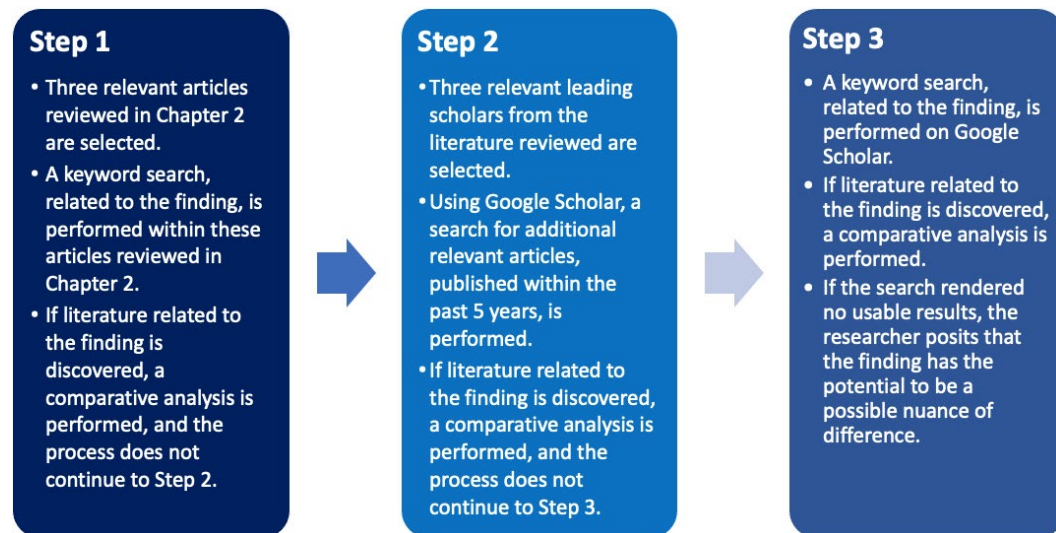 Step 1
• Three relevant articles
reviewed in Chapter 2
are selected.
• A keyword search,
related to the finding, is
performed within these
articles reviewed in
Chapter 2.
• If literature related to
the finding is
discovered, a
comparative analysis is
performed, and the
process does not
continue to Step 2.
Step 2
• Three relevant leading
scholars from the
literature reviewed are
selected.
• Using Google Scholar, a
search for additional
relevant articles,
published within the
past 5 years, is
performed.
• If literature related to
the finding is discovered,
a comparative analysis is
performed, and the
process does not
continue to Step 3.
Step 3
• A keyword search,
related to the finding, is
performed on Google
Scholar.
• If literature related to
the finding is discovered,
a comparative analysis is
performed.
• If the search rendered
no usable results, the
researcher posits that
the finding has the
potential to be a
possible nuance of
difference.